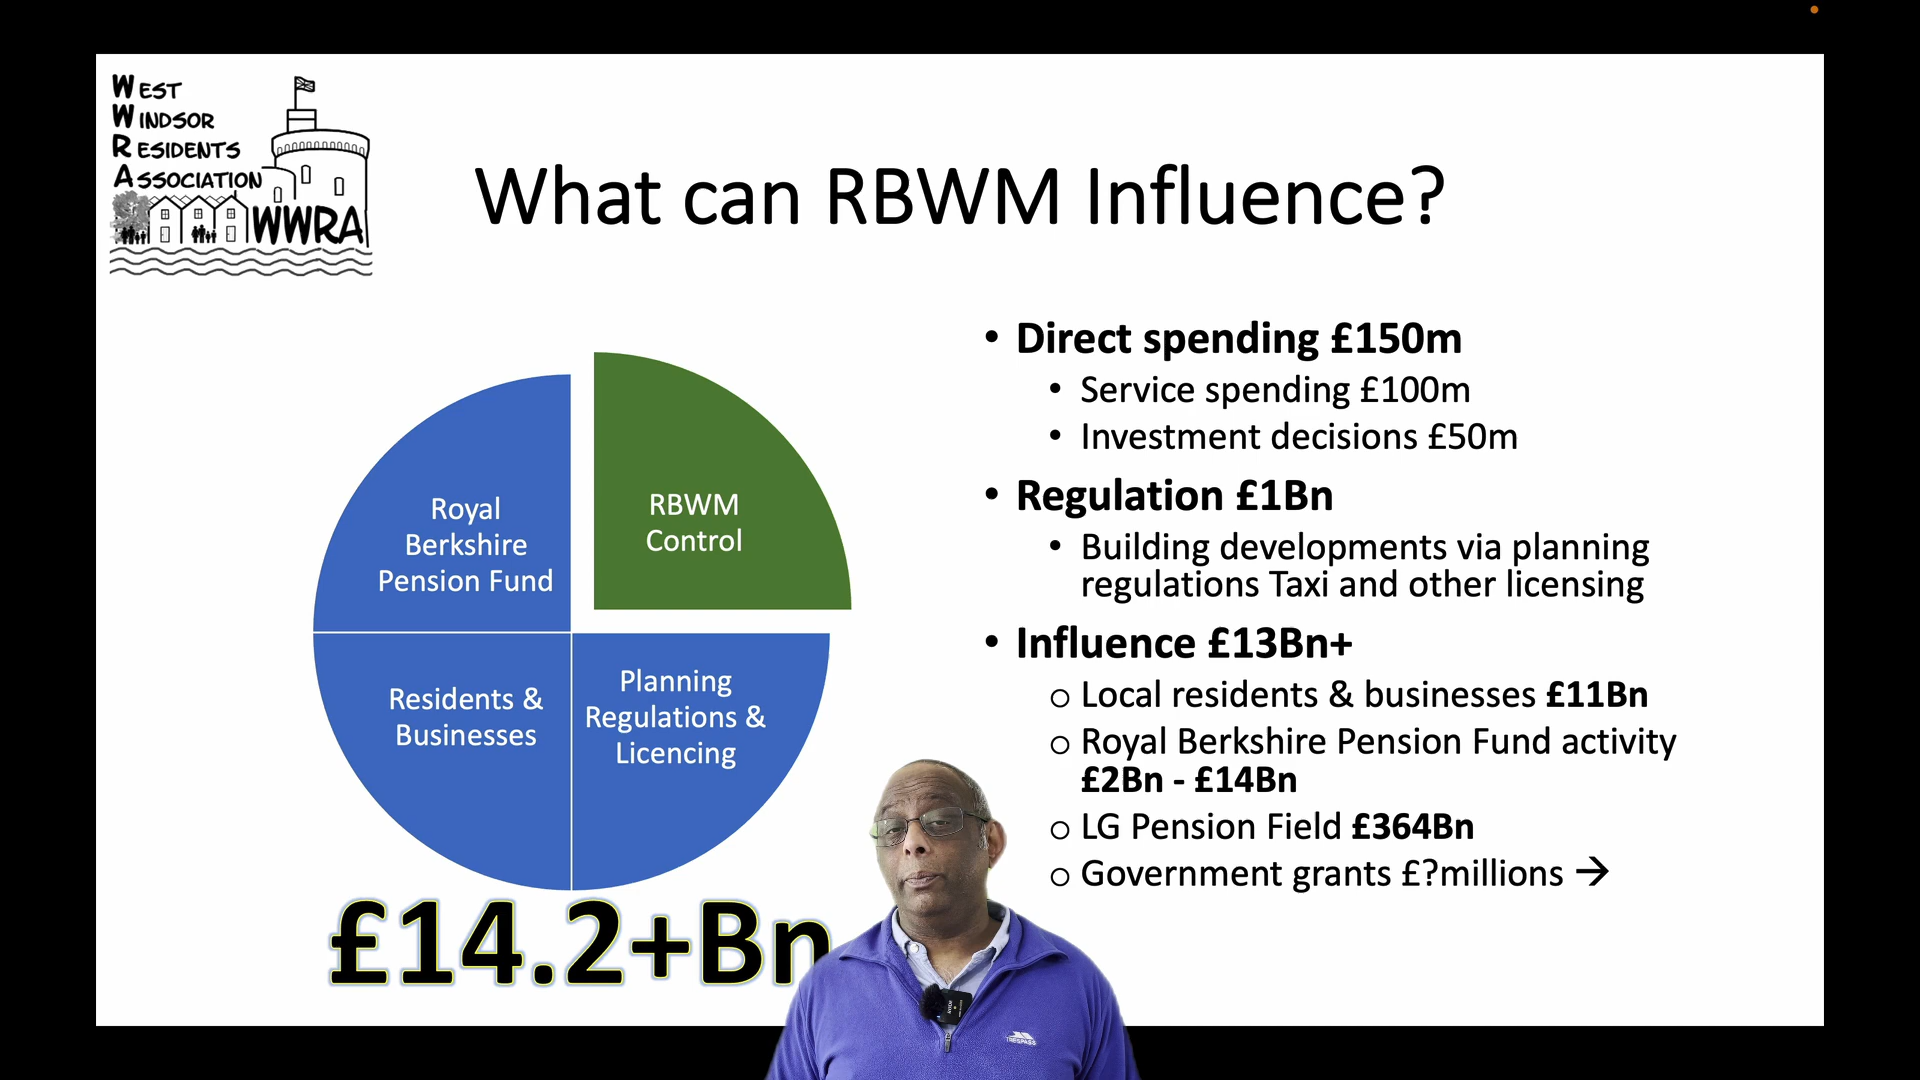 WEST
WINDSOR
RESIDENTS
ASSOCIATION
WWRA
What can RBWM Influence?
Royal
Berkshire
Pension Fund
RBWM
Control
Residents &
Businesses
Planning
Regulations &
Licencing
£14.2+Bn
• Direct spending £150m
• Service spending £100m
• Investment decisions £50m
• Regulation £1Bn
• Building developments via planning
regulations Taxi and other licensing
• Influence £13Bn+
o Local residents & businesses £11Bn
o Royal Berkshire Pension Fund activity
£2Bn - £14Bn
o LG Pension Field £364Bn
o Government grants £?millions →
TRESPASS